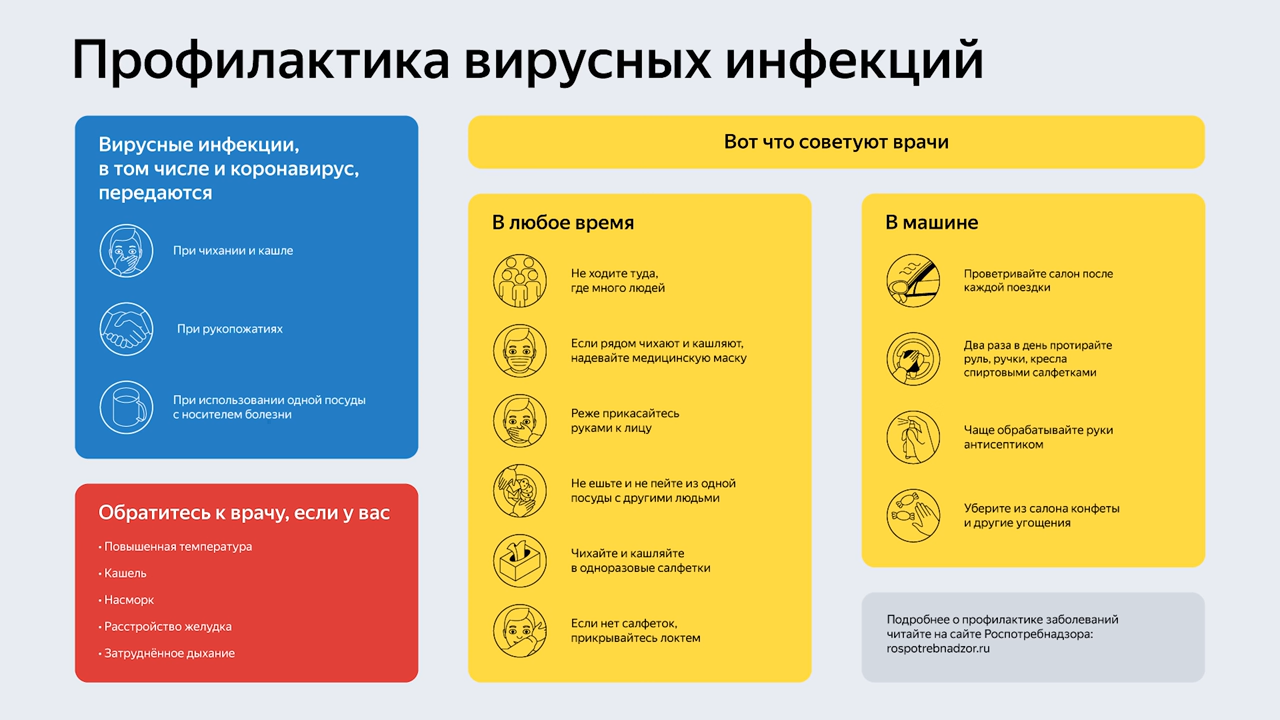 Профилактика вирусных инфекций
Вирусные инфекции,
в том числе и коронавирус,
передаются
При чихании и кашле
При рукопожатиях
При использовании одной посуды
с носителем болезни
Обратитесь к врачу, если у вас
• Повышенная температура
• Кашель
• Насморк
• Расстройство желудка
• Затруднённое дыхание
Вот что советуют врачи
В любое время
Не ходите туда,
где много людей
Если рядом чихают и кашляют,
надевайте медицинскую маску
Реже прикасайтесь
руками к лицу
Не ешьте и не пейте из одной
посуды с другими людьми
Чихайте и кашляйте
в одноразовые салфетки
Если нет салфеток,
прикрывайтесь локтем
В машине
Проветривайте салон после
каждой поездки
Два раза в день протирайте
руль, ручки, кресла
спиртовыми салфетками
Чаще обрабатывайте руки
антисептиком
Уберите из салона конфеты
и другие угощения
Подробнее о профилактике заболеваний
читайте на сайте Роспотребнадзора:
rospotrebnadzor.ru